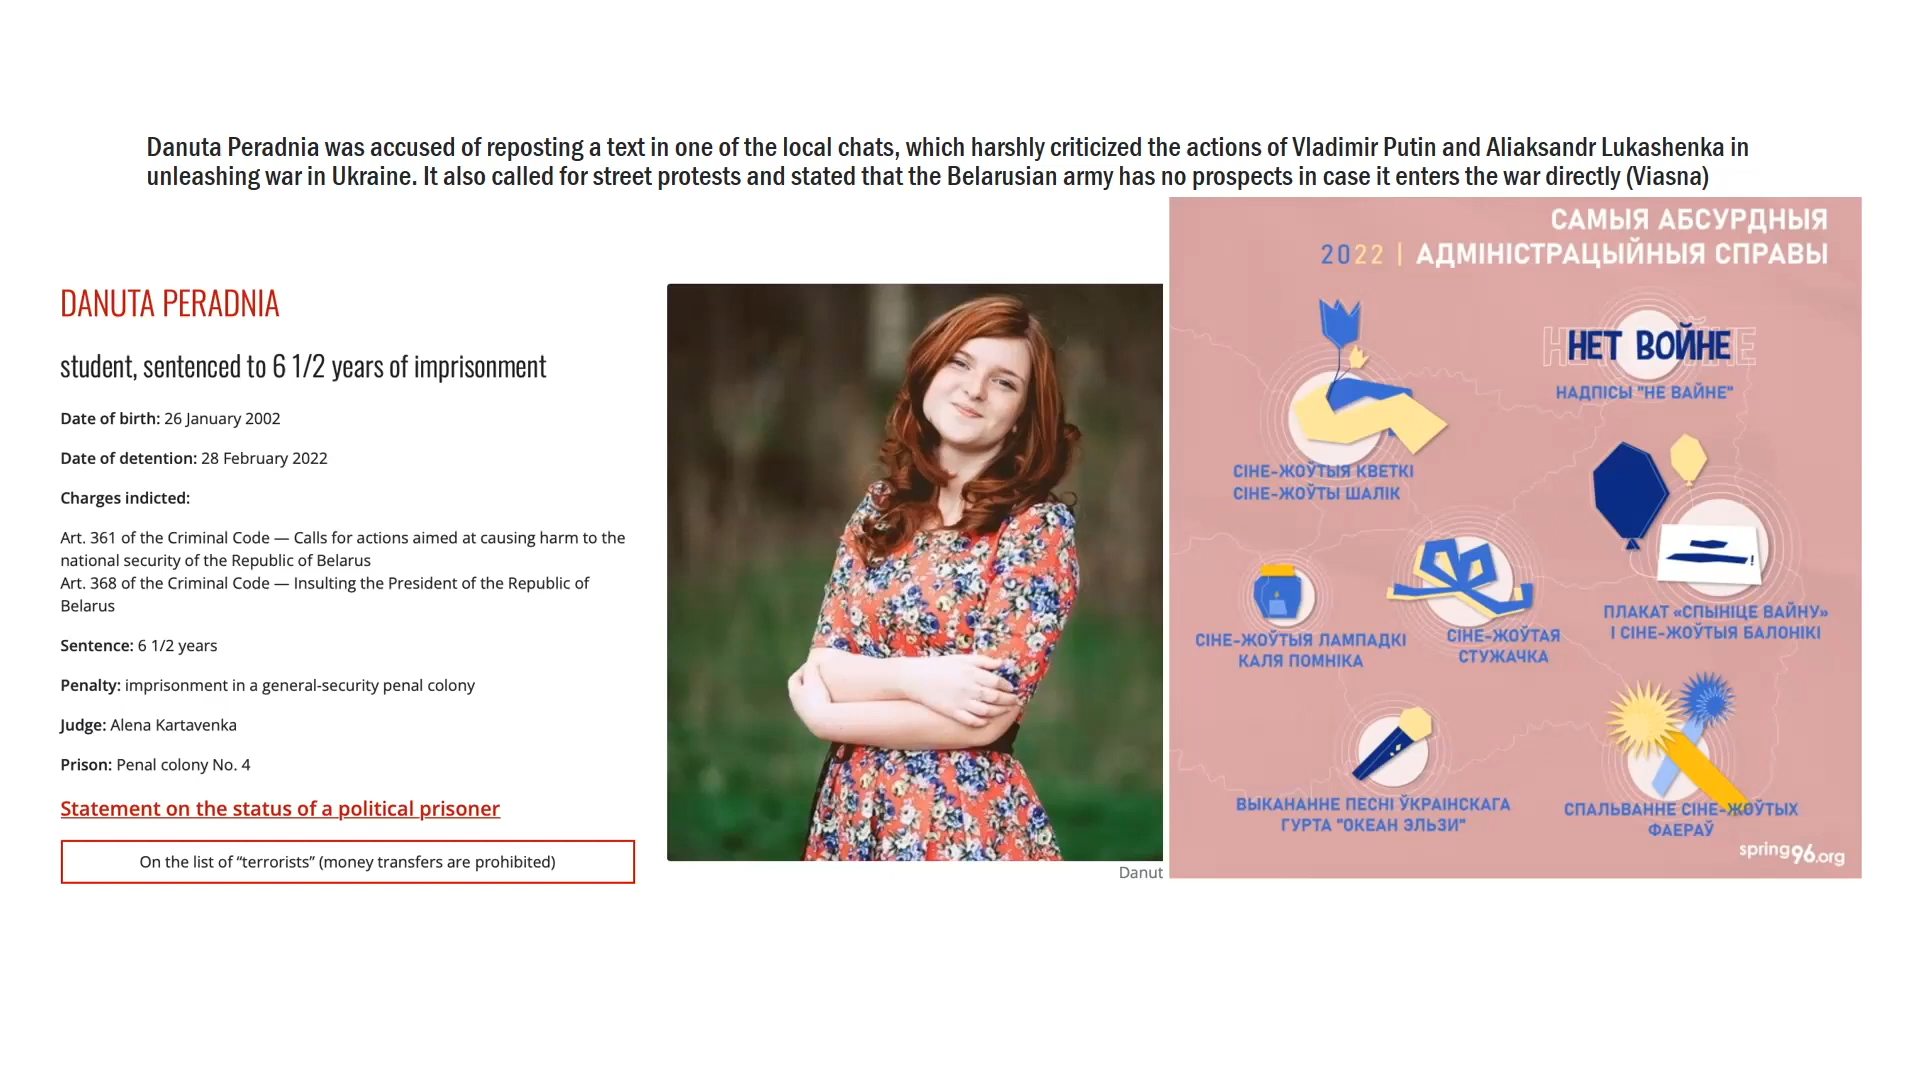 Danuta Peradnia was accused of reposting a text in one of the local chats, which harshly criticized the actions of Vladimir Putin and Aliaksandr Lukashenka in
unleashing war in Ukraine. It also called for street protests and stated that the Belarusian army has no prospects in case it enters the war directly (Viasna)
DANUTA PERADNIA
student, sentenced to 6 1/2 years of imprisonment
Date of birth: 26 January 2002
Date of detention: 28 February 2022
Charges indicted:
Art. 361 of the Criminal Code — Calls for actions aimed at causing harm to the
national security of the Republic of Belarus
Art. 368 of the Criminal Code — Insulting the President of the Republic of
Belarus
Sentence: 6 1/2 years
Penalty: imprisonment in a general-security penal colony
Judge: Alena Kartavenka
Prison: Penal colony No. 4
Statement on the status of a political prisoner
On the list of “terrorists” (money transfers are prohibited)
Danut
САМЫЯ АБСУРДНЫЯ
2022 | АДМІНІСТРАЦЫЙНЫЯ СПРАВЫ
НЕТ ВОЙНЕ
НАДПІСЫ "НЕ ВАЙНЕ"
СІНЕ-ЖОЎТЫЯ КВЕТКІ
СІНЕ-ЖОЎТЫ ШАЛІК
ПЛАКАТ «СПЫНІЦЕ ВАЙНУ»
І СІНЕ-ЖОЎТЫЯ БАЛОНІКІ
СІНЕ-ЖОЎТЫЯ ЛАМПАДКІ
КАЛЯ ПОМНІКА
СІНЕ-ЖОЎТАЯ
СТУЖАЧКА
ВЫКАНАННЕ ПЕСНІ ЎКРАІНСКАГА
ГУРТА "ОКЕАН ЭЛЬЗИ"
СПАЛЬВАННЕ СІНЕ-ЖОЎТЫХ
ФАЕРАЎ
spring96.org